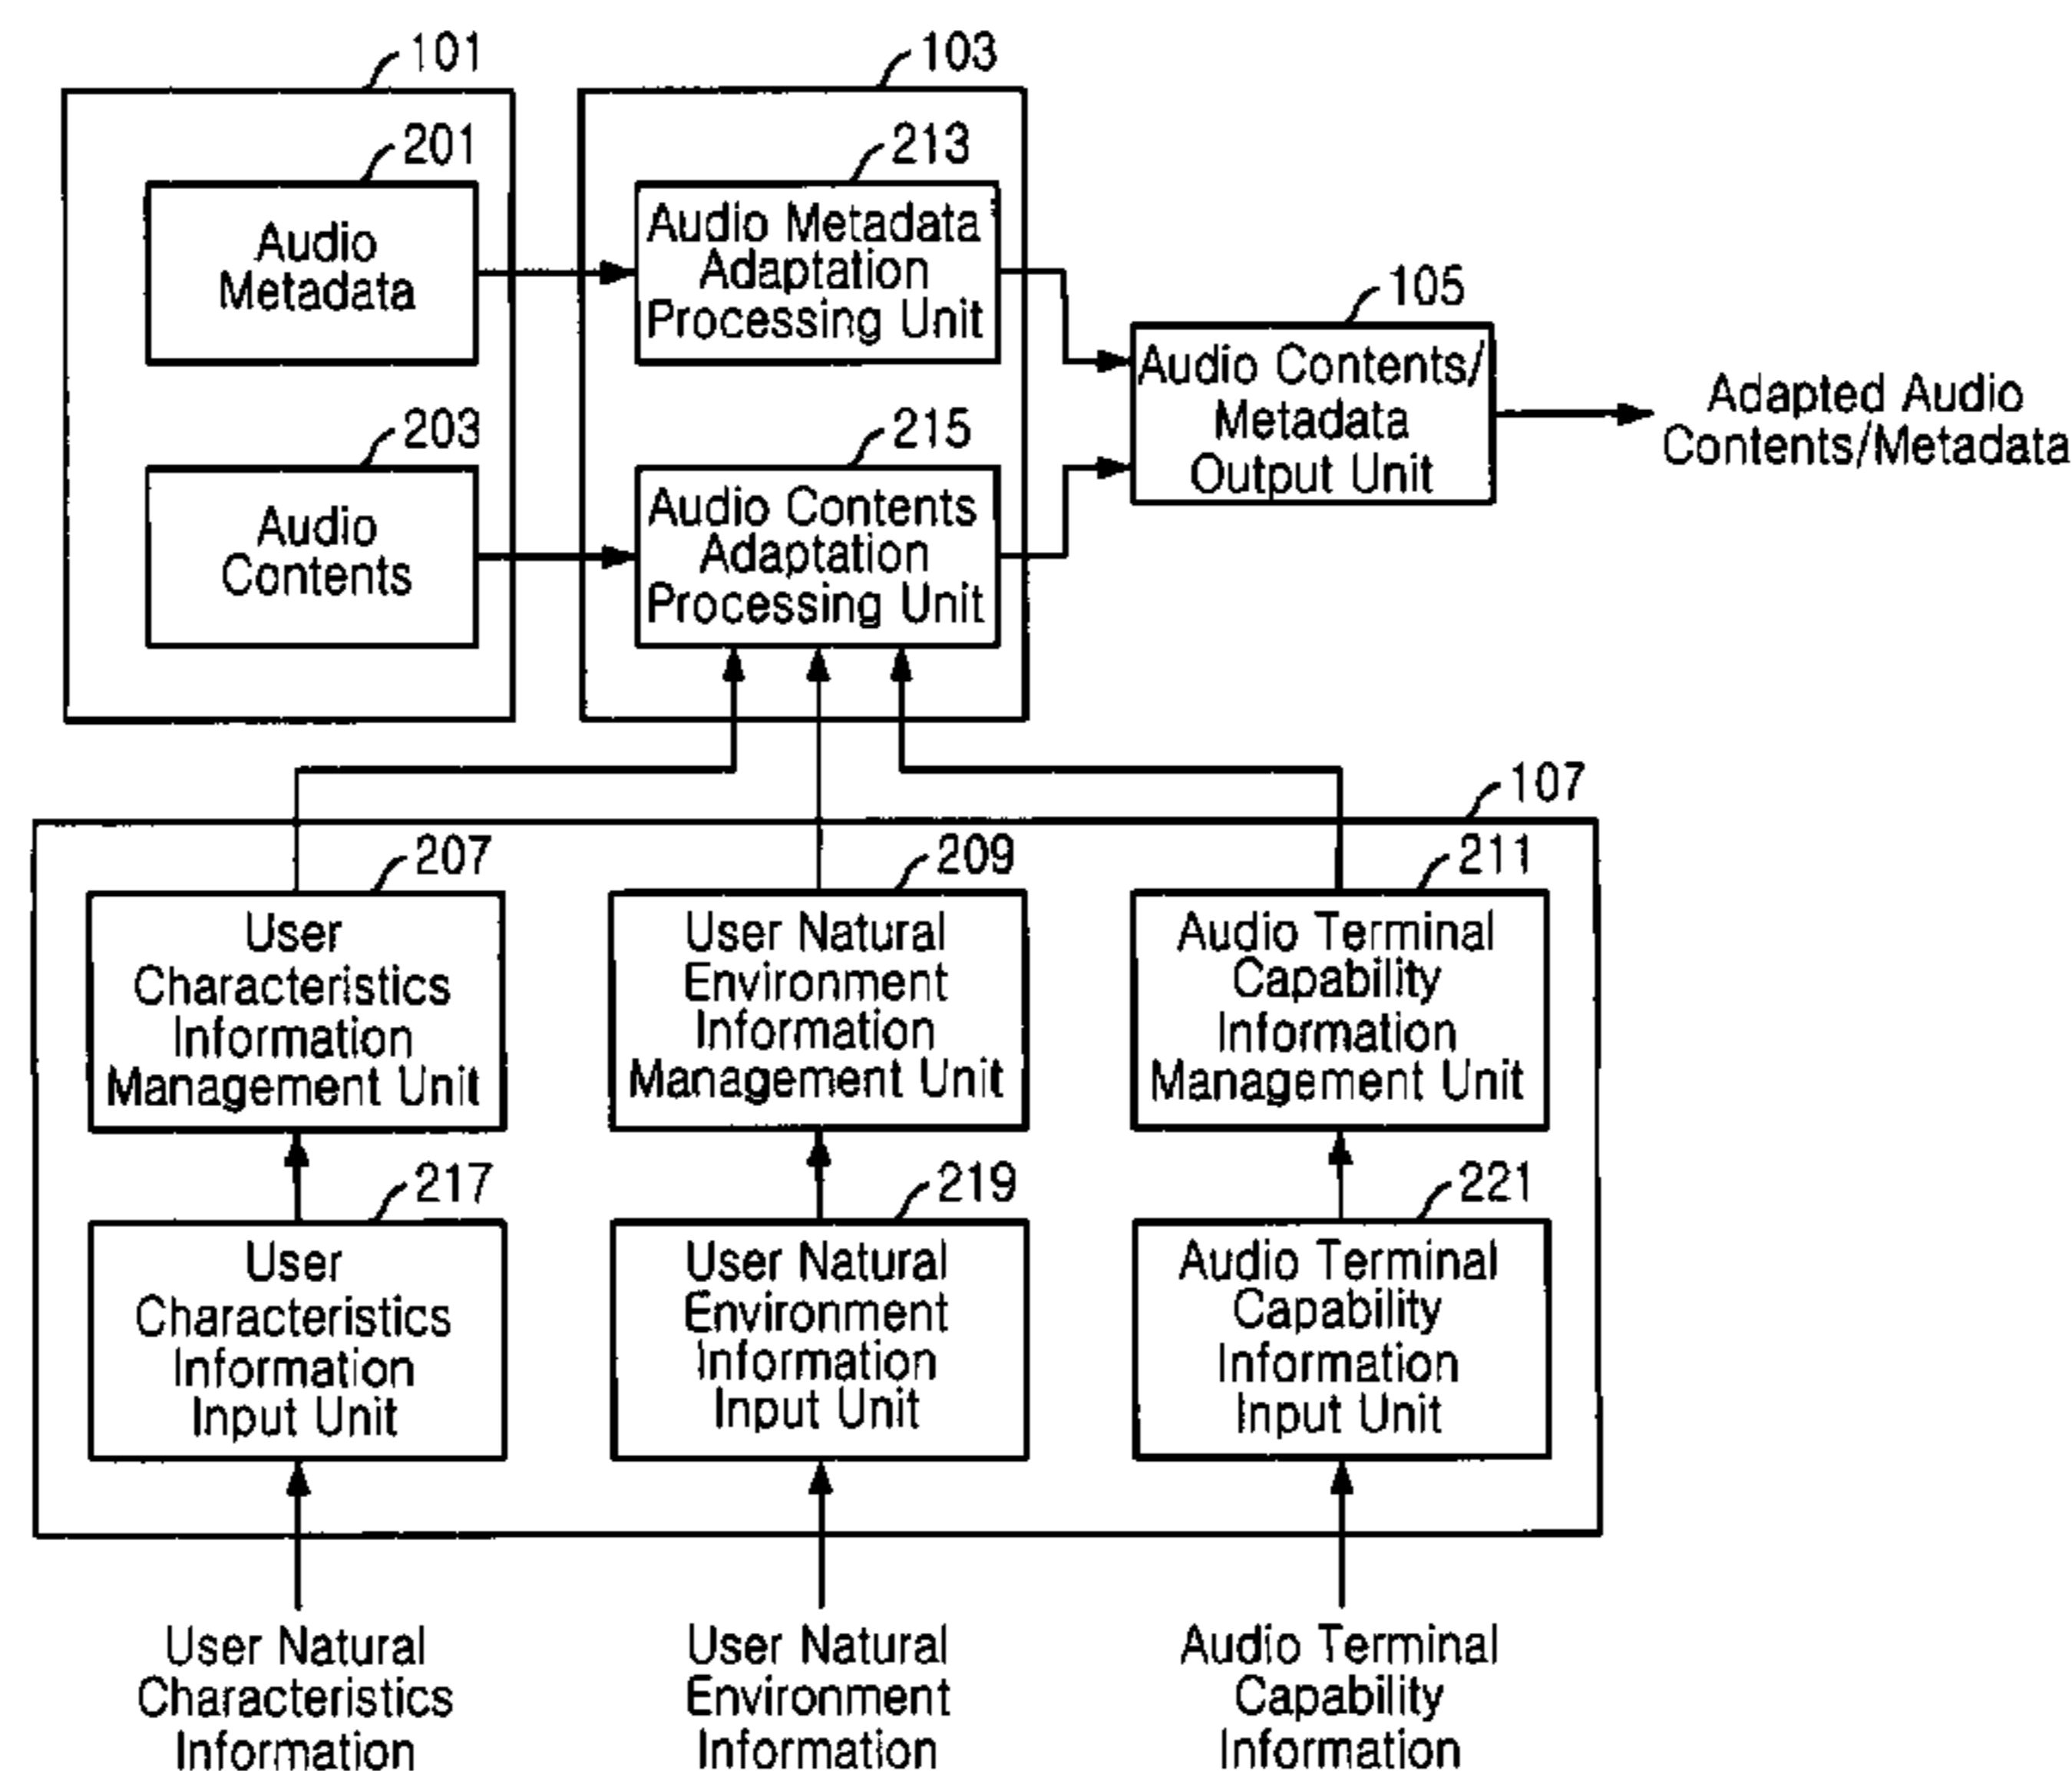 101
103
201
213
Audio
Metadata
Audio Metadata
Adaptation
Processing Unit
105
Audio Contents/
Metadata
Output Unit
Adapted Audio
Contents/Metadata
203
215
Audio
Contents
Audio Contents
Adaptation
Processing Unit
107
207
209
211
User
Characteristics
Information
Management Unit
User Natural
Environment
Information
Management Unit
Audio Terminal
Capability
Information
Management Unit
217
219
221
User
Characteristics
Information
Input Unit
User Natural
Environment
Information
Input Unit
Audio Terminal
Capability
Information
Input Unit
User Natural
Characteristics
Information
User Natural
Environment
Information
Audio Terminal
Capability
Information